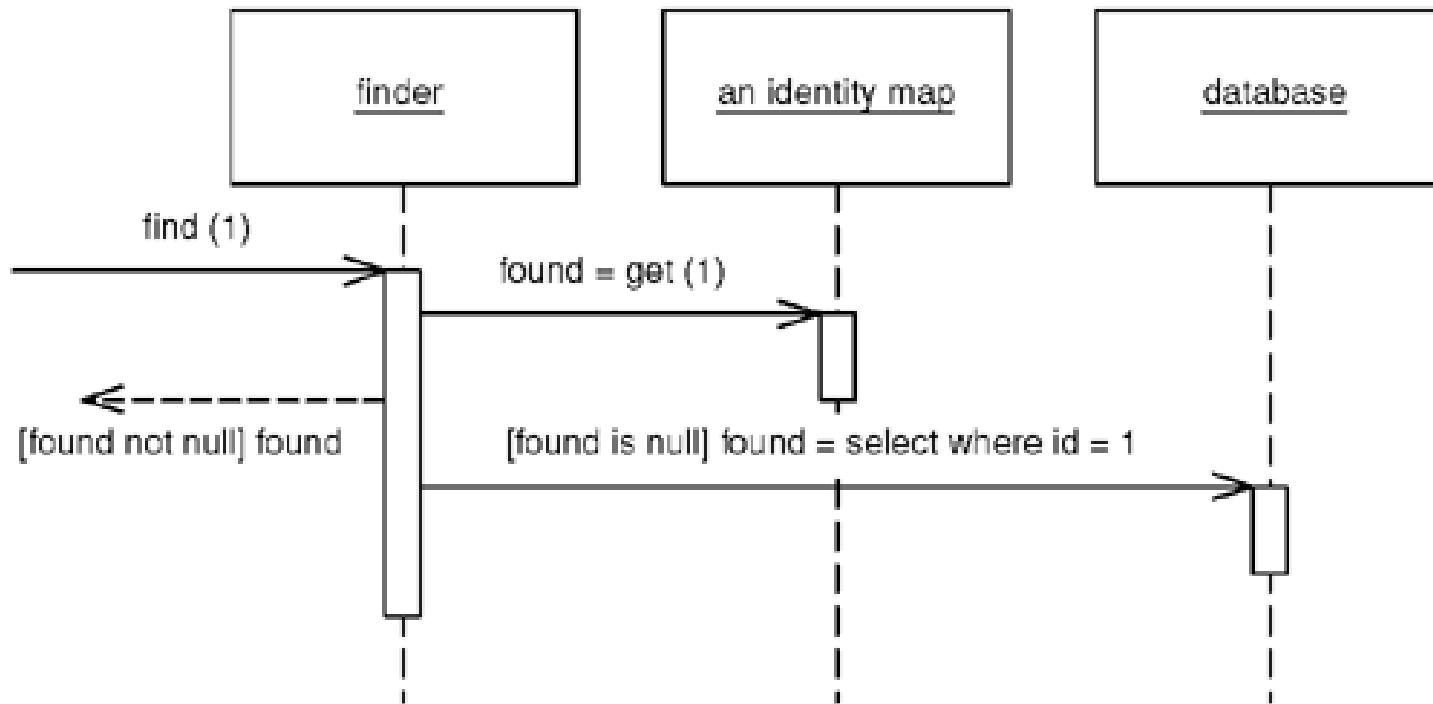 finder
an identity map
database
find (1)
found = get (1)
[found not null] found
[found is null] found = select where id = 1